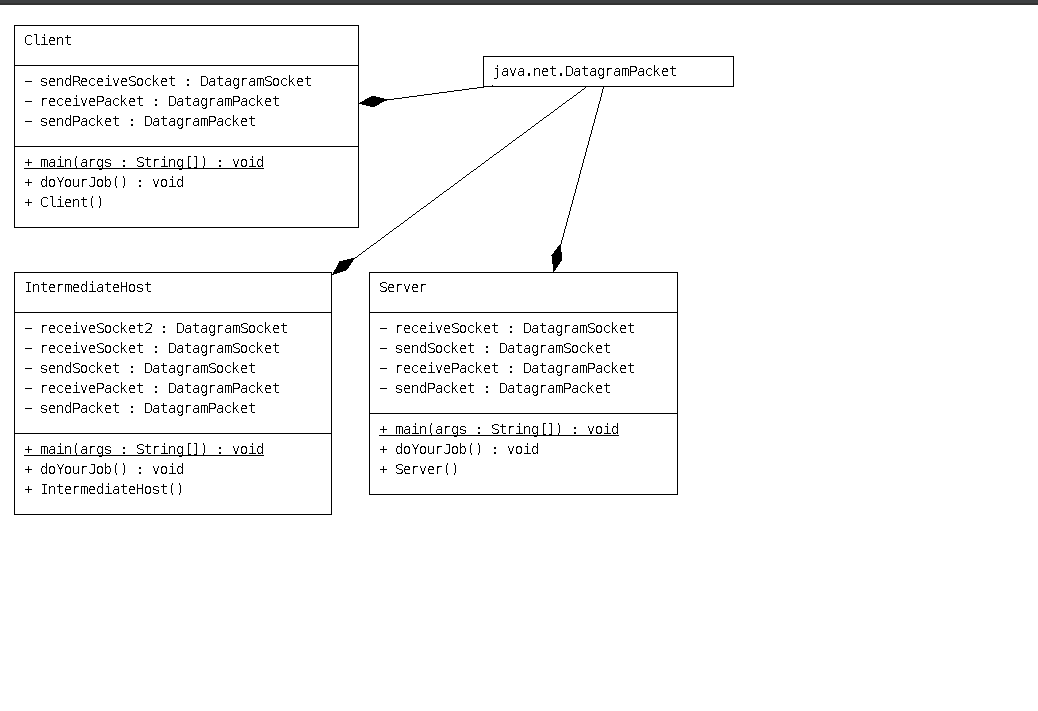 Client
- sendReceiveSocket : DatagramSocket
- receivePacket : DatagramPacket
- sendPacket : DatagramPacket
+ main(args : String[]) : void
+ doYourJob() : void
+ Client()
java.net.DatagramPacket
IntermediateHost
- receiveSocket2 : DatagramSocket
- receiveSocket : DatagramSocket
- sendSocket : DatagramSocket
- receivePacket : DatagramPacket
- sendPacket : DatagramPacket
+ main(args : String[]) : void
+ doYourJob() : void
+ IntermediateHost()
Server
- receiveSocket : DatagramSocket
- sendSocket : DatagramSocket
- receivePacket : DatagramPacket
- sendPacket : DatagramPacket
+ main(args : String[]) : void
+ doYourJob() : void
+ Server()